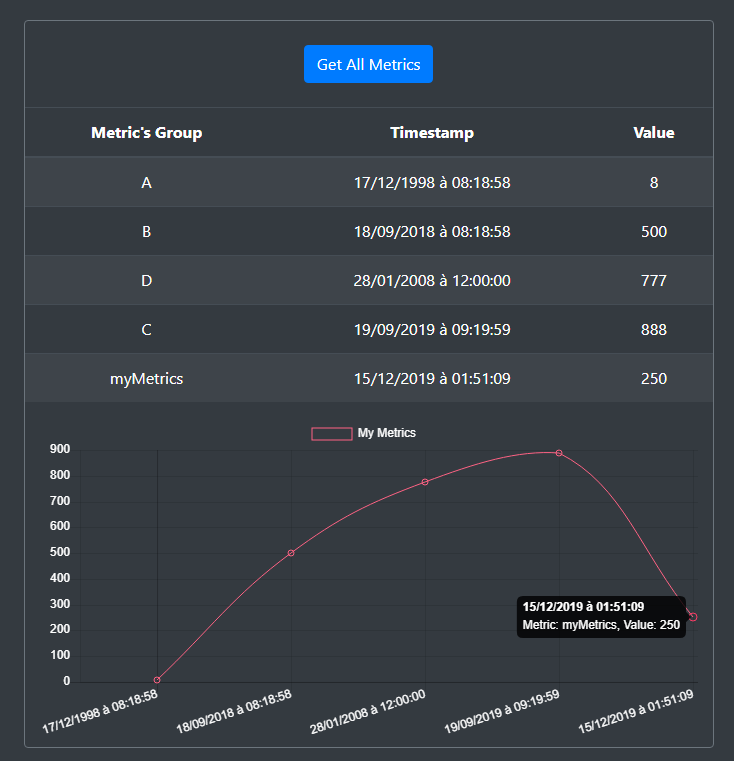 Get All Metrics
Metric's Group Timestamp Value
A 17/12/1998 à 08:18:58 8
B 18/09/2018 à 08:18:58 500
D 28/01/2008 à 12:00:00 777
C 19/09/2019 à 09:19:59 888
myMetrics 15/12/2019 à 01:51:09 250
My Metrics
900
800
700
600
500
400
300
200
100
0
15/12/2019 à 01:51:09
Metric: myMetrics, Value: 250
17/12/1998 à 08:18:58
18/09/2018 à 08:18:58
28/01/2008 à 12:00:00
19/09/2019 à 09:19:59
15/12/2019 à 01:51:09